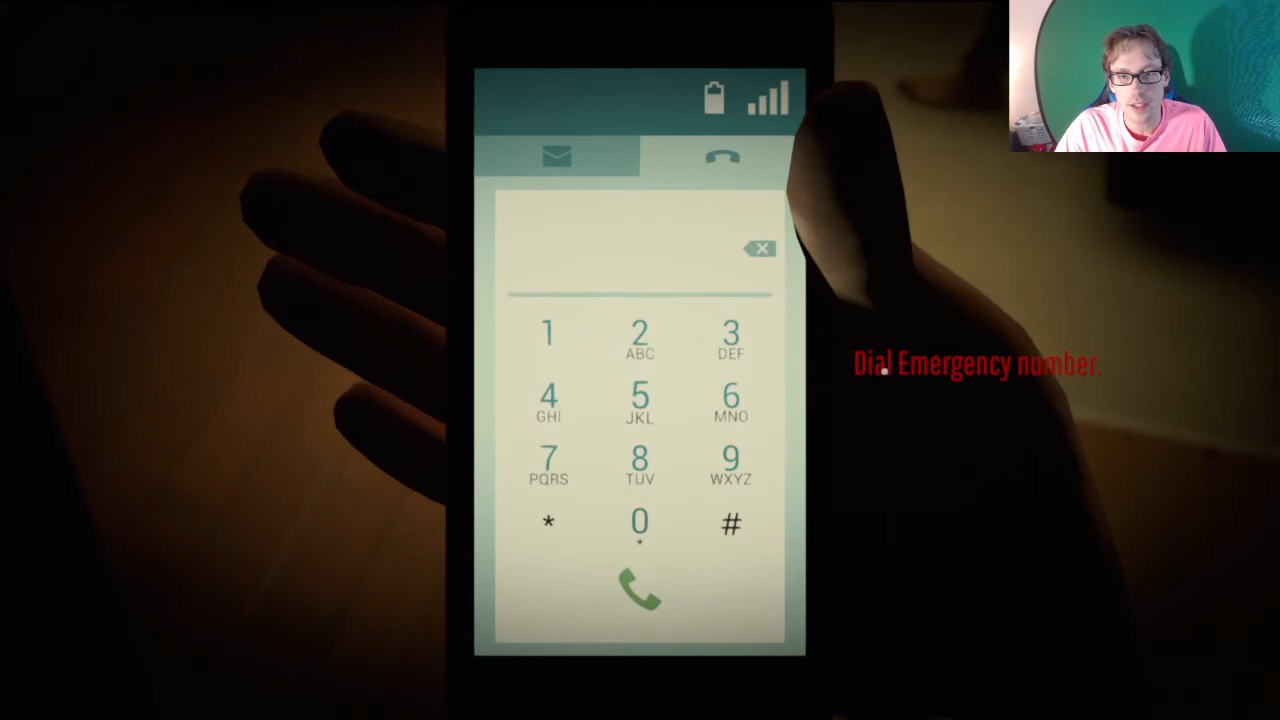 1 2 3
ABC DEF
4 5 6
GHI JKL MNO
7 8 9
PQRS TUV WXYZ
* 0 #
*
Dial Emergency number.